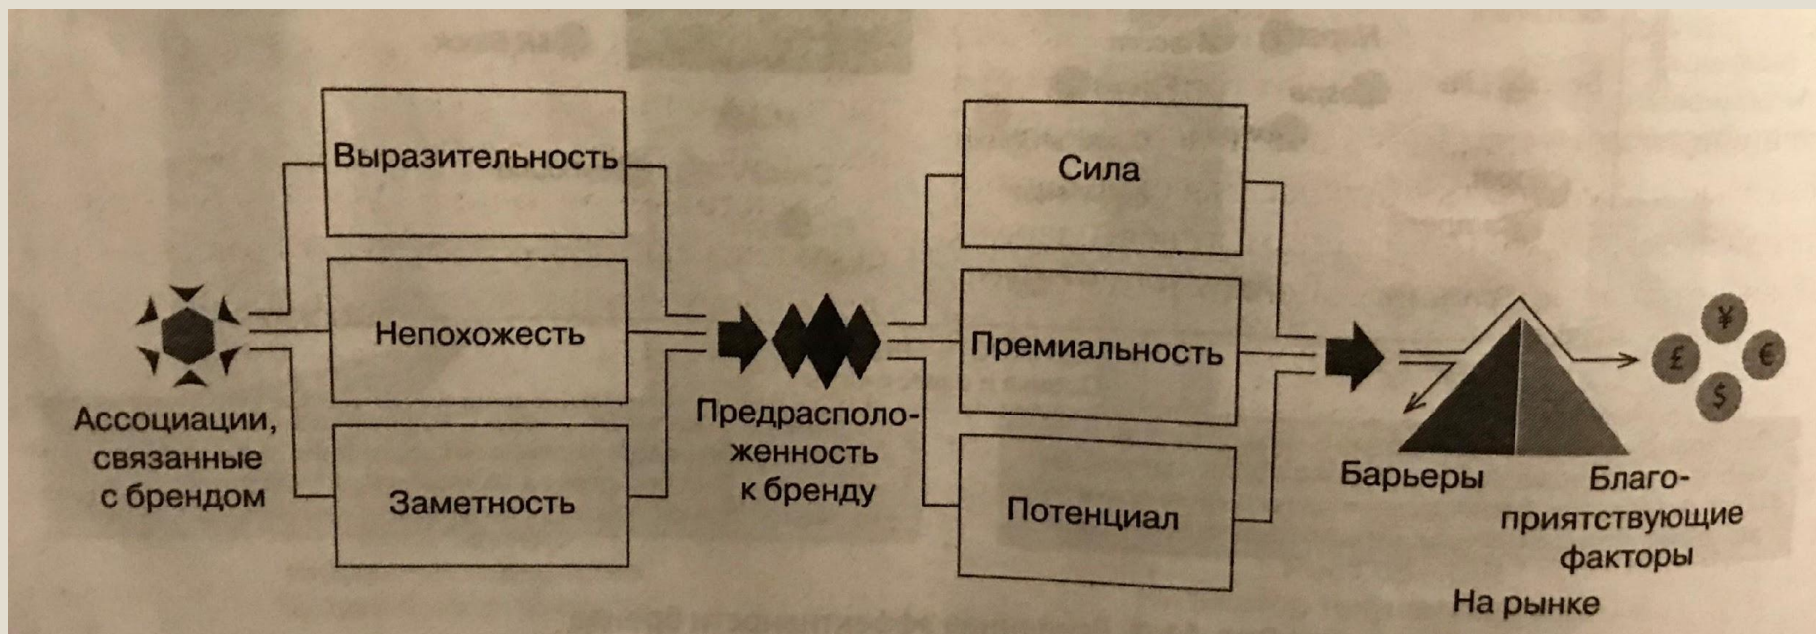 Выразительность
Непохожесть
Заметность
Ассоциации,
связанные
с брендом
Предрасполо-
женность
к бренду
Сила
Премиальность
Потенциал
Барьеры
Благо-
приятствующие
факторы
На рынке
¥
£
€
$